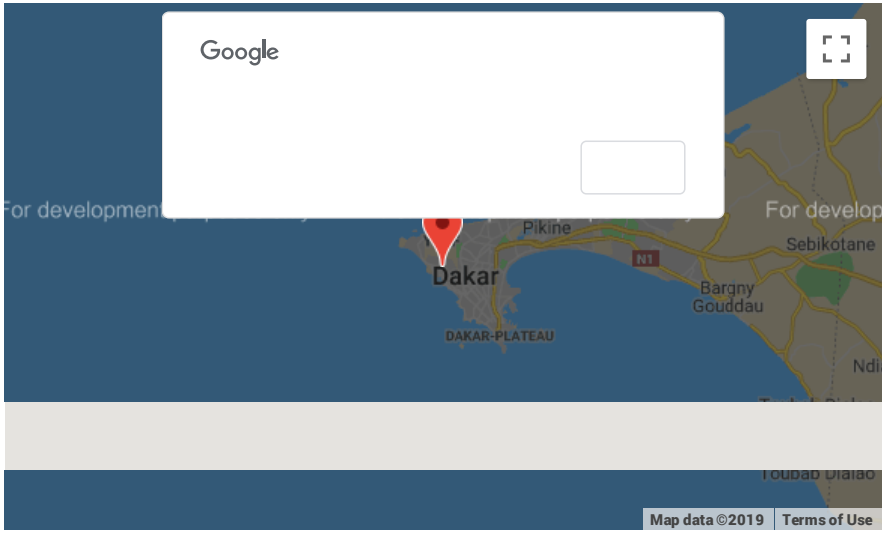 Google
For development
For develop
Pikine
Sebikotane
N1
Dakar
Bargny
Gouddau
DAKAR-PLATEAU
Ndi
Toubab Dialao
Map data ©2019
Terms of Use